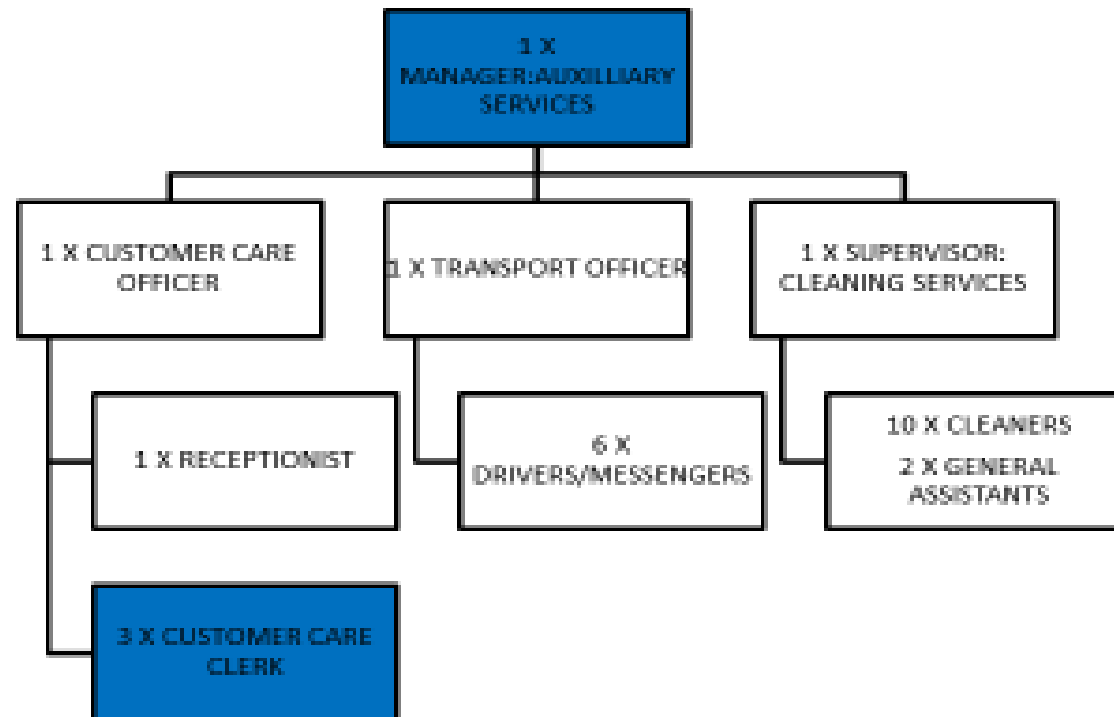 1 X
MANAGER:AUXILLIARY
SERVICES
1 X CUSTOMER CARE
OFFICER
1 X TRANSPORT OFFICER
1 X SUPERVISOR:
CLEANING SERVICES
1 X RECEPTIONIST
6 X
DRIVERS/MESSENGERS
10 X CLEANERS
2 X GENERAL
ASSISTANTS
3 X CUSTOMER CARE
CLERK